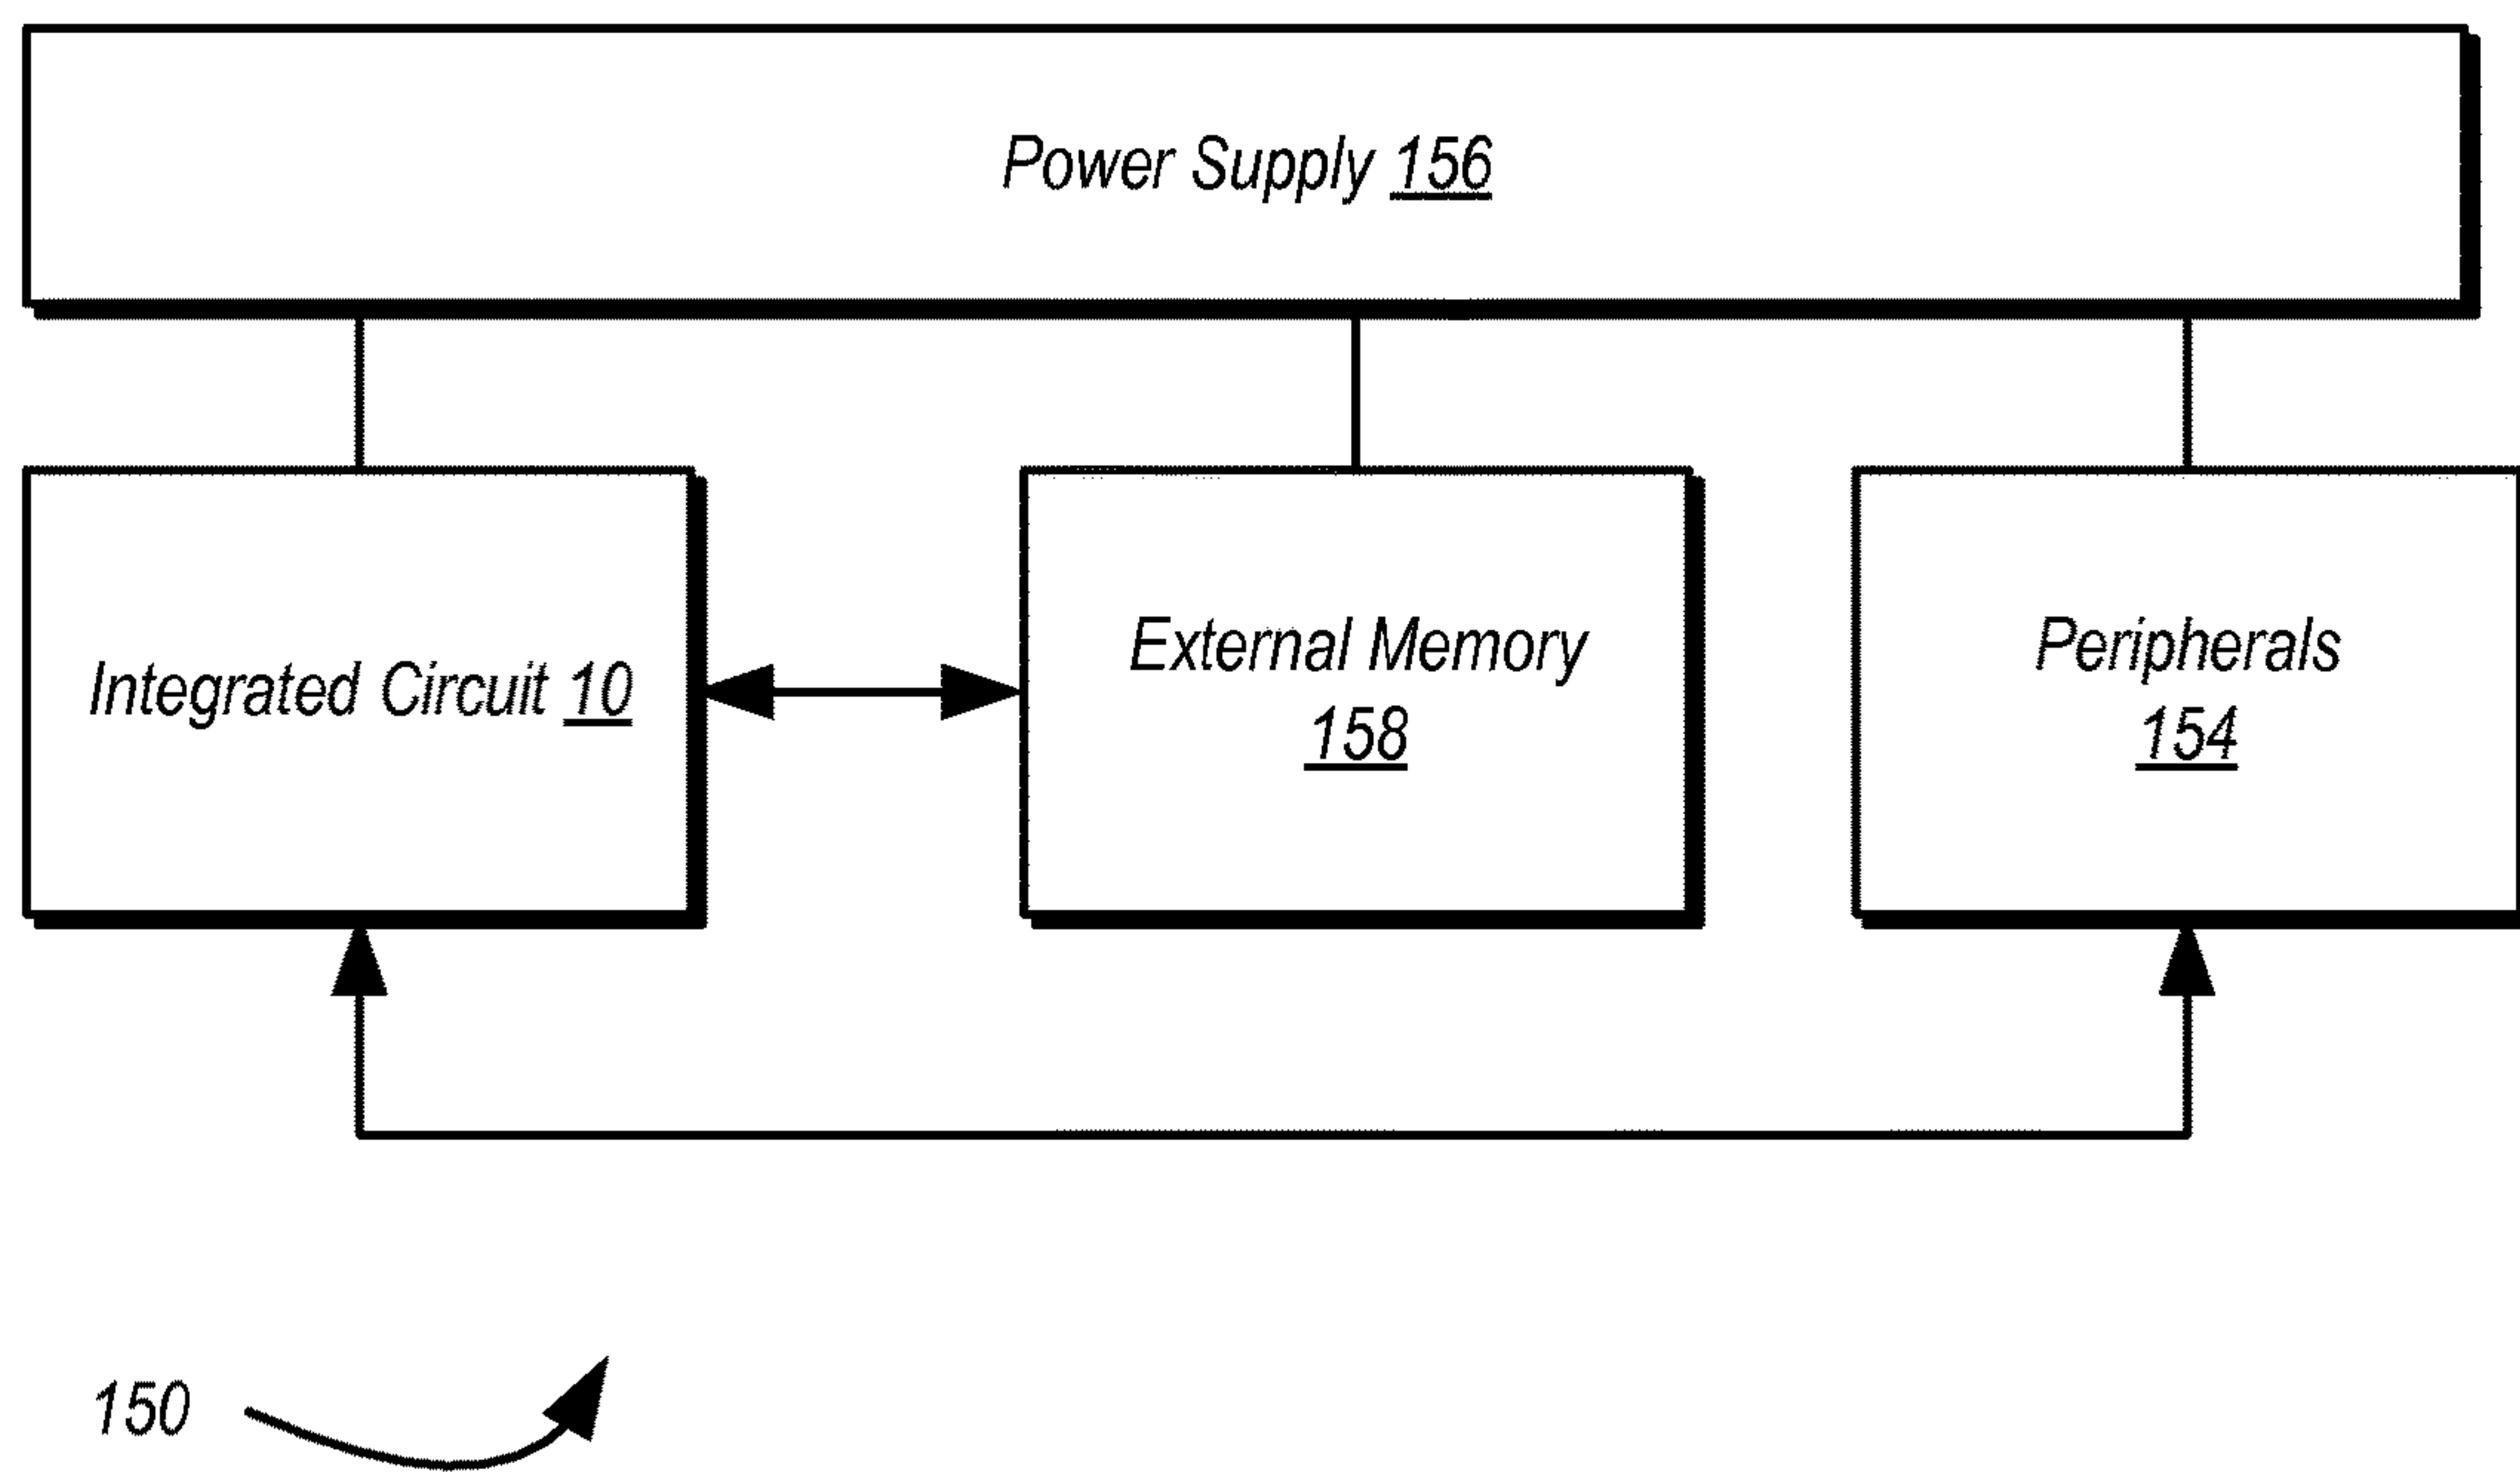 Power Supply 156
Integrated Circuit 10
External Memory
158
Peripherals
154
150